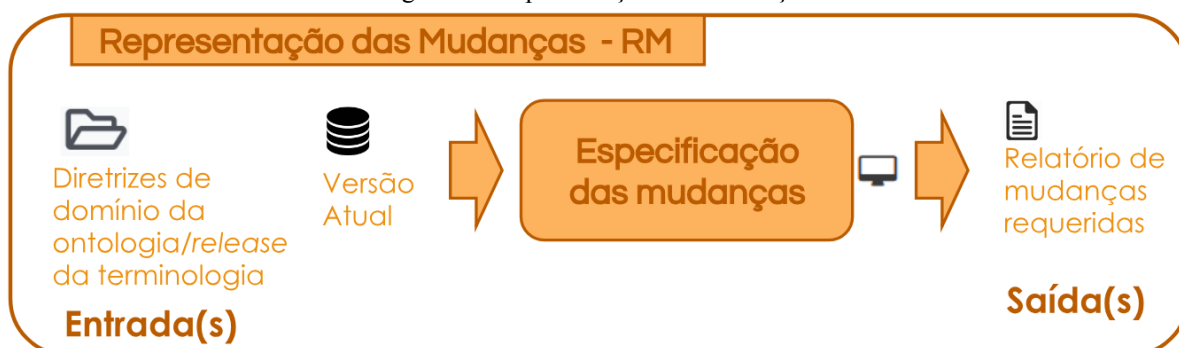 Representação das Mudanças - RM
Diretrizes de
domínio da
ontologia/release
da terminologia
Entrada(s)
Versão
Atual
Especificação
das mudanças
Relatório de
mudanças
requeridas
Saída(s)